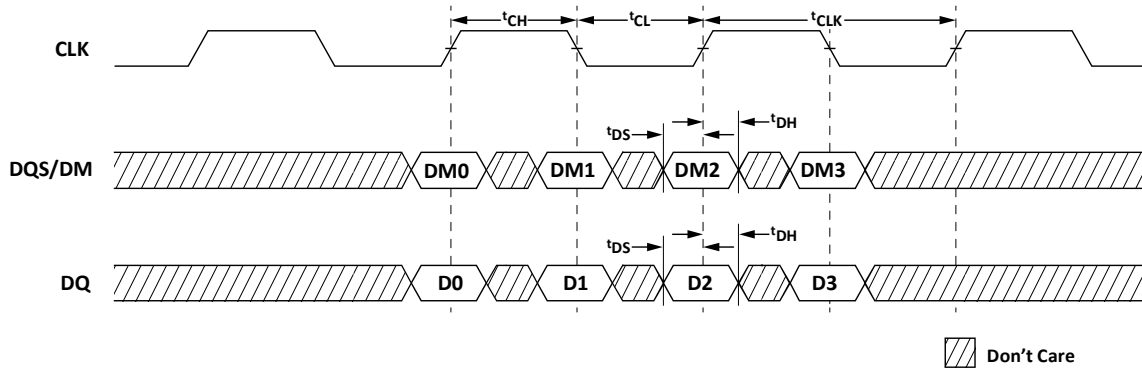 tCH tCL tCLK
CLK
tDS tDH
DQS/DM DM0 DM1 DM2 DM3
tDS tDH
DQ D0 D1 D2 D3
Don't Care